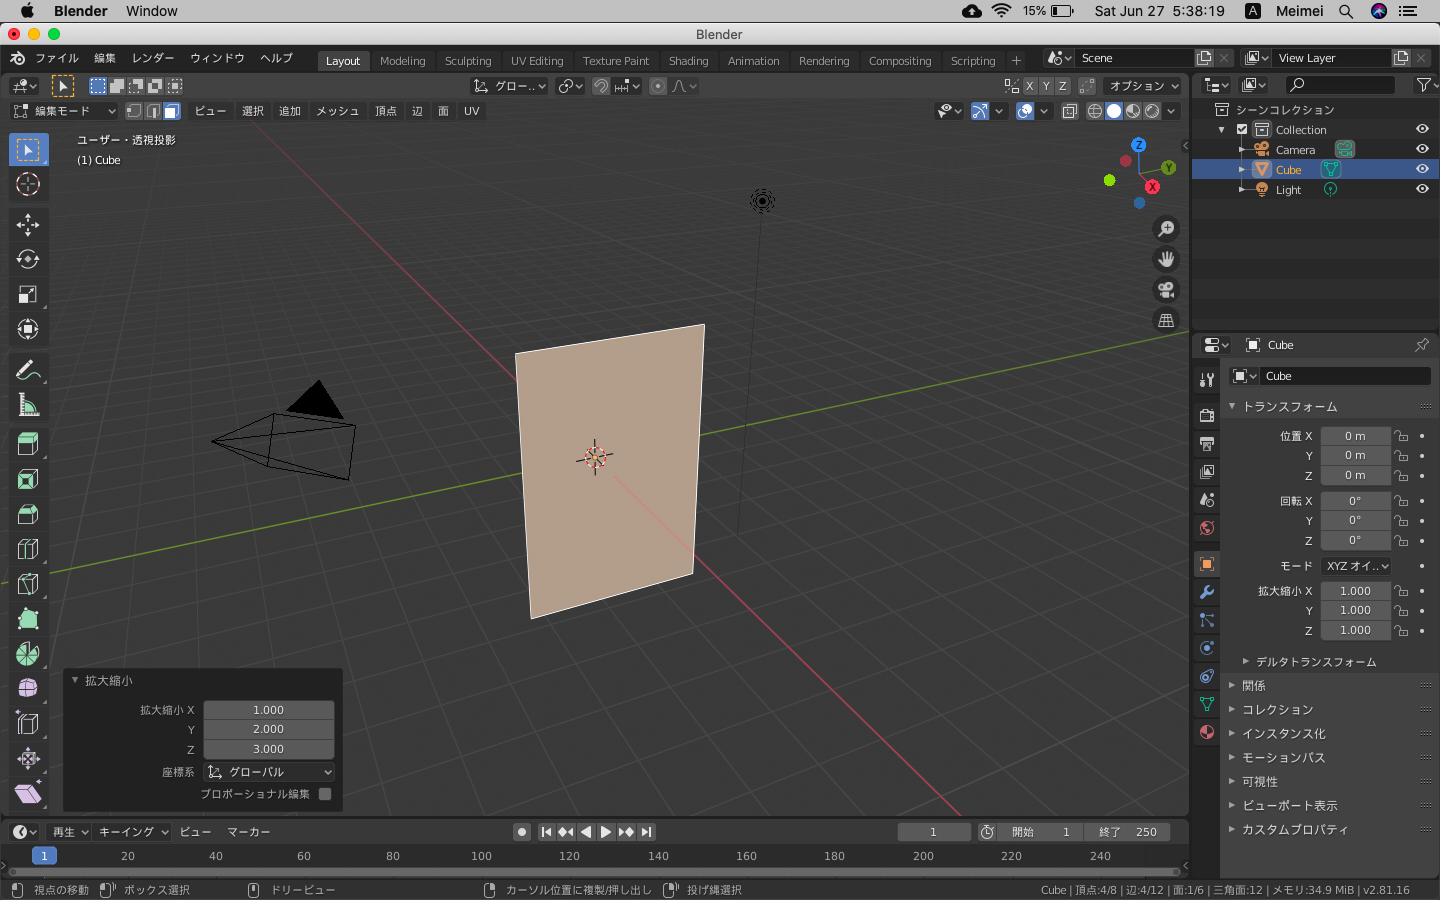 Blender Window 15% Sat Jun 27 5:38:19 A Meimei
Blender
ファイル 編集 レンダー ウィンドウ ヘルプ Layout Modeling Sculpting UV Editing Texture Paint Shading Animation Rendering Compositing Scripting + Scene View Layer
グロー.. X Y Z オプション
編集モード ビュー 選択 追加 メッシュ 頂点 辺 面 UV
ユーザー・透視投影
(1) Cube
Z
Y
X
シーンコレクション
Collection
Camera
Cube
Light
Cube
Cube
トランスフォーム
位置 X 0 m
Y 0 m
Z 0 m
回転 X 0°
Y 0°
Z 0°
モード XYZ オイ..
拡大縮小 X 1.000
Y 1.000
Z 1.000
デルタトランスフォーム
関係
コレクション
インスタンス化
モーションパス
可視性
ビューポート表示
カスタムプロパティ
拡大縮小
拡大縮小 X 1.000
Y 2.000
Z 3.000
座標系 グローバル
プロポーショナル編集
再生 キーイング ビュー マーカー 1 開始 1 終了 250
1 20 40 60 80 100 120 140 160 180 200 220 240
視点の移動 ボックス選択 ドリービュー カーソル位置に複製/押し出し 投げ縄選択 Cube | 頂点:4/8 | 辺:4/12 | 面:1/6 | 三角面:12 | メモリ:34.9 MiB | v2.81.16